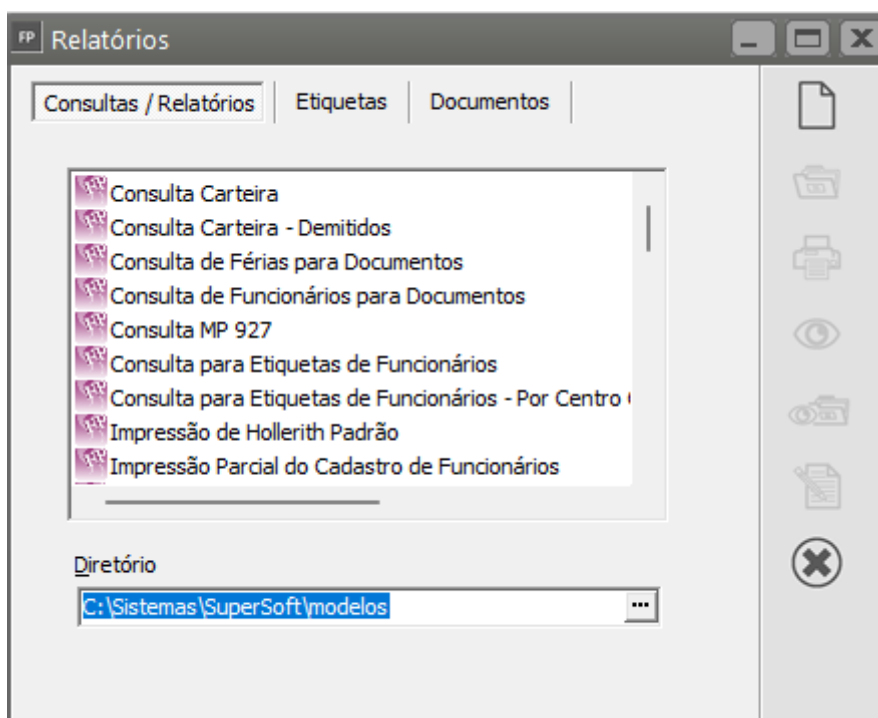 FP Relatórios
Consultas / Relatórios Etiquetas Documentos
Consulta Carteira
Consulta Carteira - Demitidos
Consulta de Férias para Documentos
Consulta de Funcionários para Documentos
Consulta MP 927
Consulta para Etiquetas de Funcionários
Consulta para Etiquetas de Funcionários - Por Centro
Impressão de Hollerith Padrão
Impressão Parcial do Cadastro de Funcionários
Diretório
C:\Sistemas\SuperSoft\modelos ...